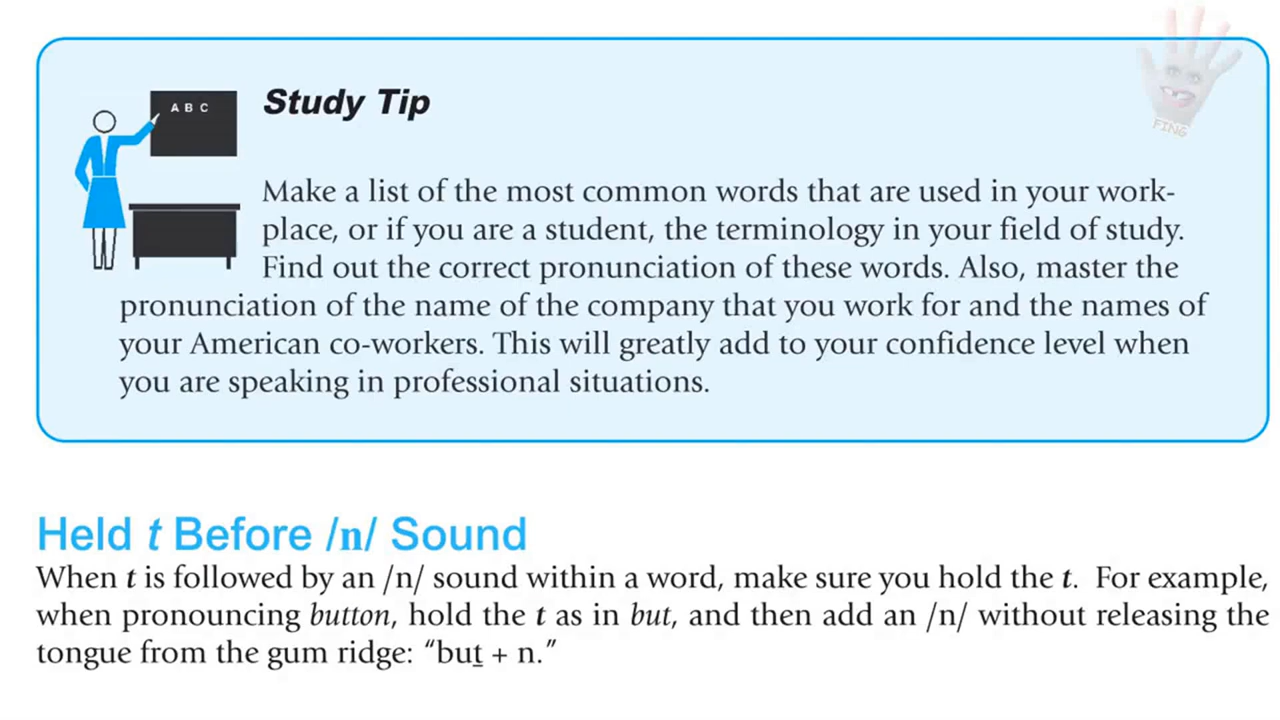 FING
A B C
Study Tip
Make a list of the most common words that are used in your work-
place, or if you are a student, the terminology in your field of study.
Find out the correct pronunciation of these words. Also, master the
pronunciation of the name of the company that you work for and the names of
your American co-workers. This will greatly add to your confidence level when
you are speaking in professional situations.
Held t Before /n/ Sound
When t is followed by an /n/ sound within a word, make sure you hold the t. For example,
when pronouncing button, hold the t as in but, and then add an /n/ without releasing the
tongue from the gum ridge: “but + n.”